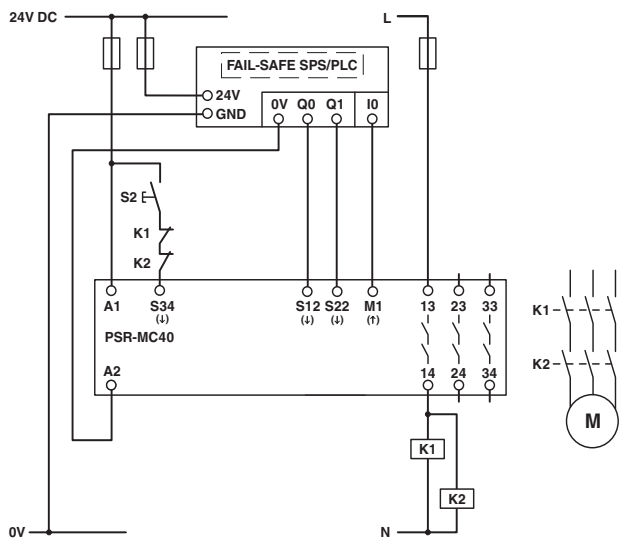 24V DC
L
FAIL-SAFE SPS/PLC
24V
GND
0V Q0 Q1 I0
S2
K1
K2
A1 S34 S12 S22 M1 13 23 33
(↓) (↓) (↓) (↑)
PSR-MC40
A2 14 24 34
K1
K2
M
K1
K2
0V
N